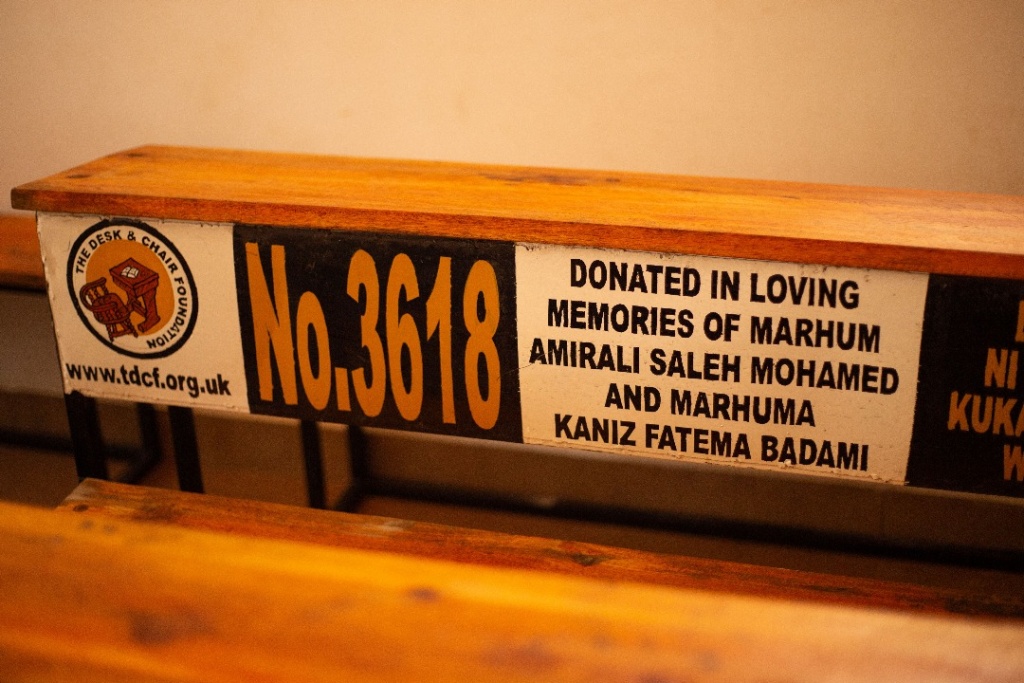 THE DESK & CHAIR FOUNDATION
www.tdcf.org.uk
No.3618
DONATED IN LOVING
MEMORIES OF MARHUM
AMIRALI SALEH MOHAMED
AND MARHUMA
KANIZ FATEMA BADAMI
NI